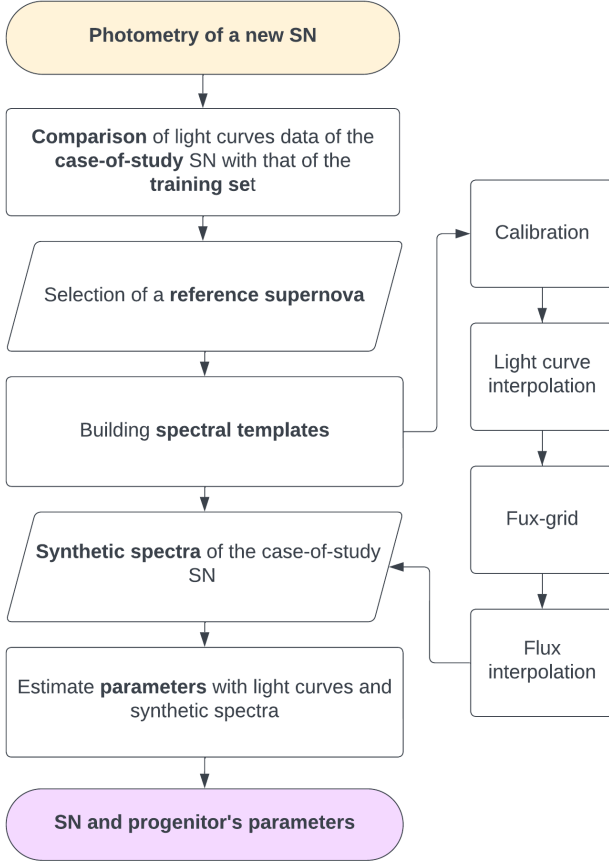 Photometry of a new SN
Comparison of light curves data of the
case-of-study SN with that of the
training set
Selection of a reference supernova
Building spectral templates
Synthetic spectra of the case-of-study
SN
Estimate parameters with light curves and
synthetic spectra
SN and progenitor's parameters
Calibration
Light curve
interpolation
Fux-grid
Flux
interpolation